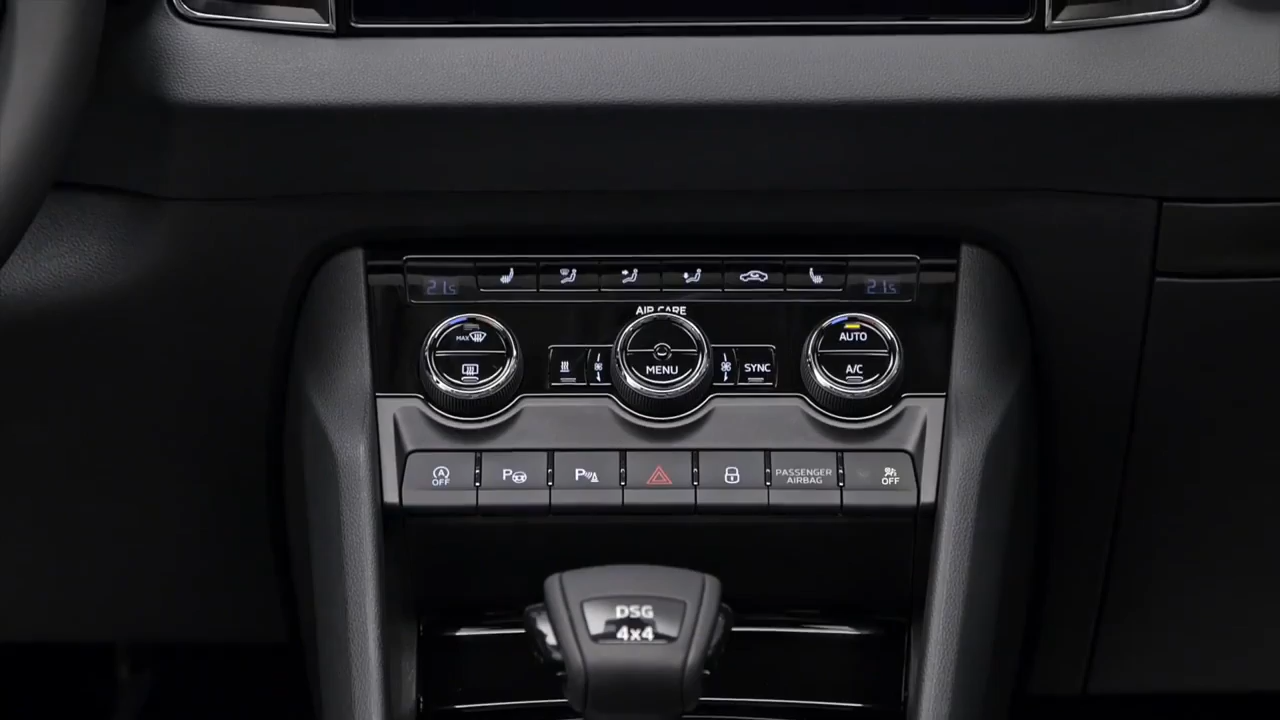 21.5
21.5
AIR CARE
MAX
MENU
SYNC
AUTO
A/C
A
OFF
P
P
PASSENGER
AIRBAG
OFF
DSG
4x4